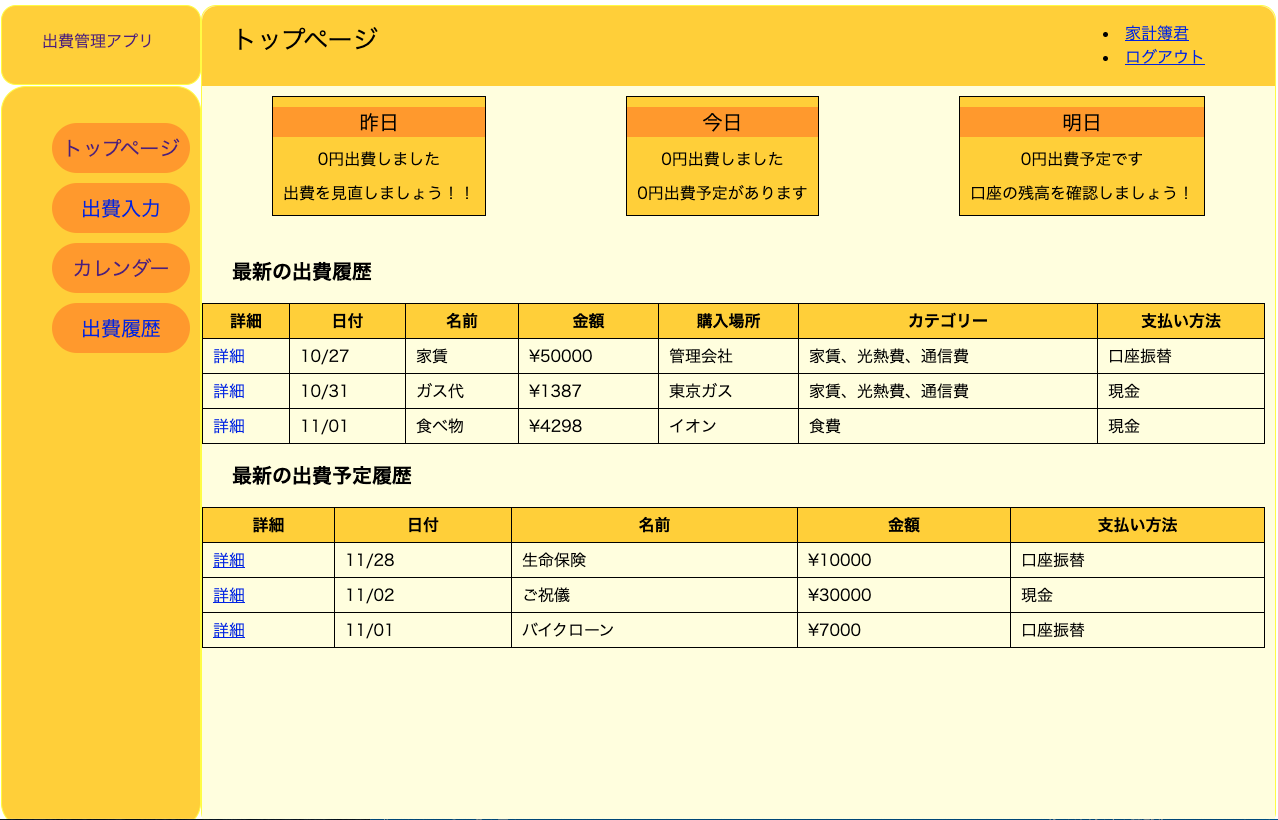 出費管理アプリ
トップページ
家計簿君
ログアウト
トップページ
出費入力
カレンダー
出費履歴
昨日
0円出費しました
出費を見直しましょう！！
今日
0円出費しました
0円出費予定があります
明日
0円出費予定です
口座の残高を確認しましょう！
最新の出費履歴
詳細 日付 名前 金額 購入場所 カテゴリー 支払い方法
詳細 10/27 家賃 ¥50000 管理会社 家賃、光熱費、通信費 口座振替
詳細 10/31 ガス代 ¥1387 東京ガス 家賃、光熱費、通信費 現金
詳細 11/01 食べ物 ¥4298 イオン 食費 現金
最新の出費予定履歴
詳細 日付 名前 金額 支払い方法
詳細 11/28 生命保険 ¥10000 口座振替
詳細 11/02 ご祝儀 ¥30000 現金
詳細 11/01 バイクローン ¥7000 口座振替